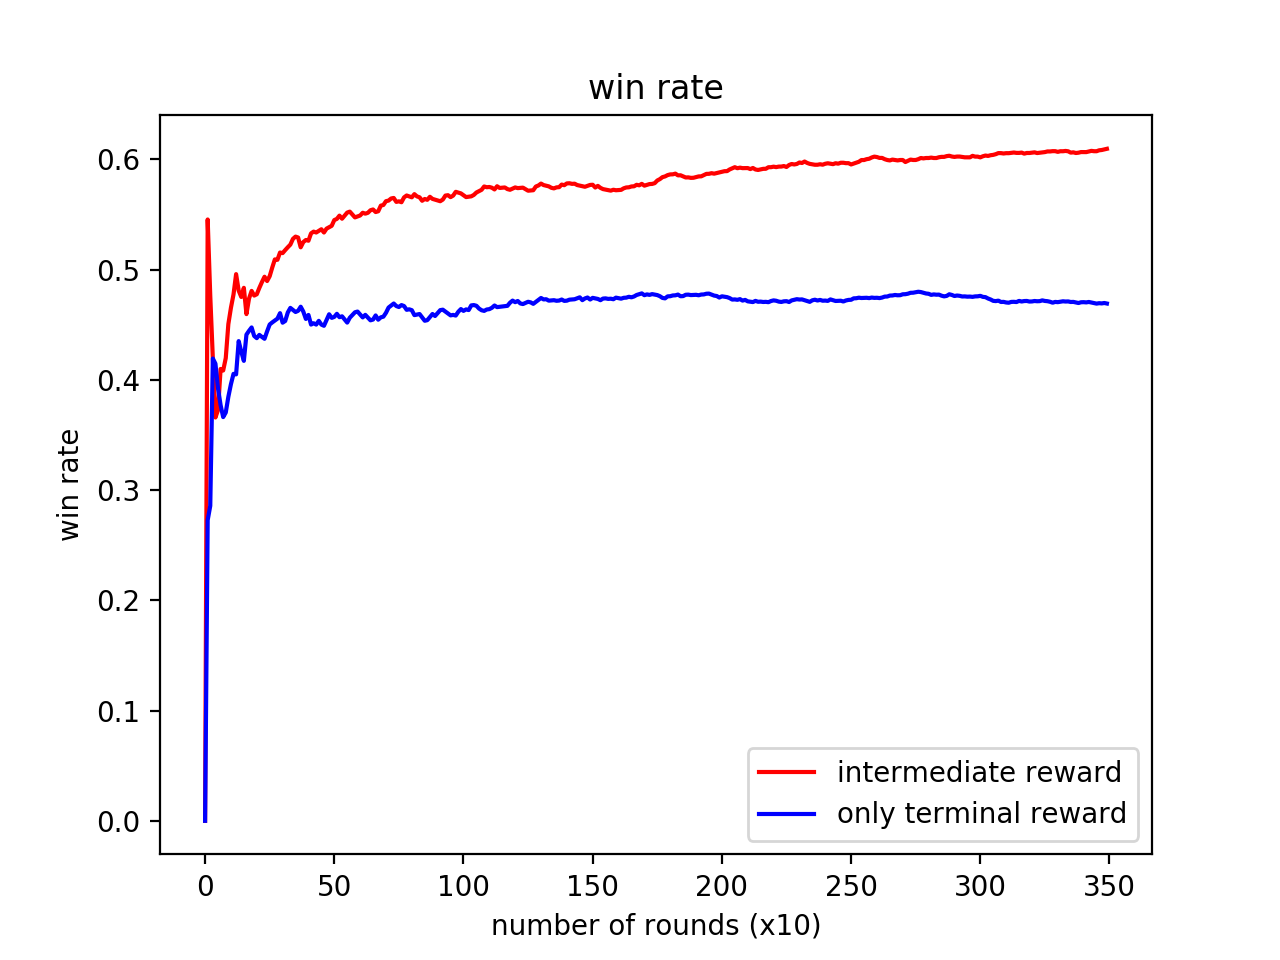 win rate
0.6
0.5
0.4
0.3
0.2
0.1
0.0
win rate
intermediate reward
only terminal reward
0 50 100 150 200 250 300 350
number of rounds (x10)